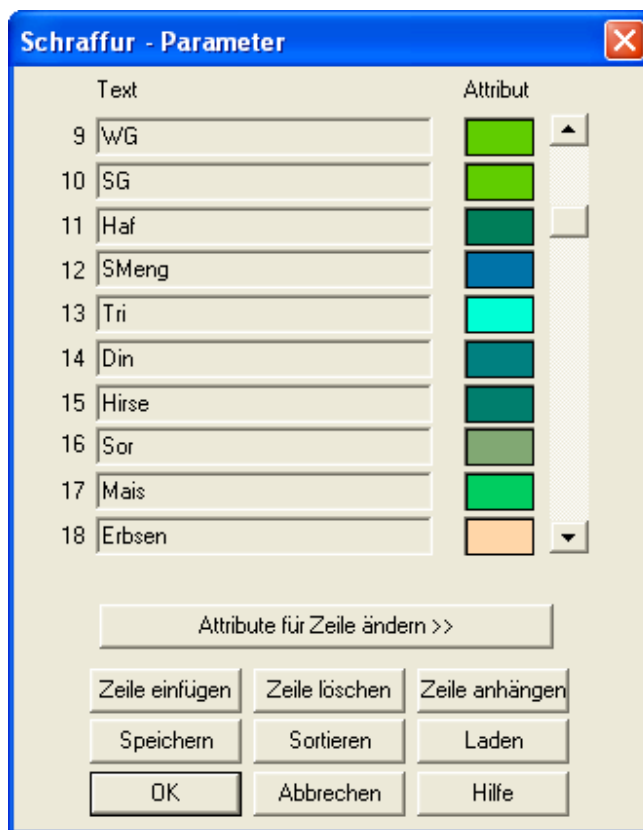 Schraffur - Parameter
Text Attribut
9 WG
10 SG
11 Haf
12 SMeng
13 Tri
14 Din
15 Hirse
16 Sor
17 Mais
18 Erbsen
Attribute für Zeile ändern >>
Zeile einfügen Zeile löschen Zeile anhängen
Speichern Sortieren Laden
OK Abbrechen Hilfe